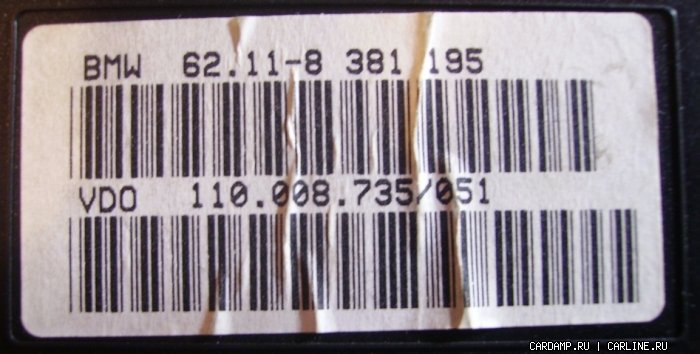 BMW 62.11-8 381 195
VDO 110.008.735/051
CARDAMP.RU | CARLINE.RU